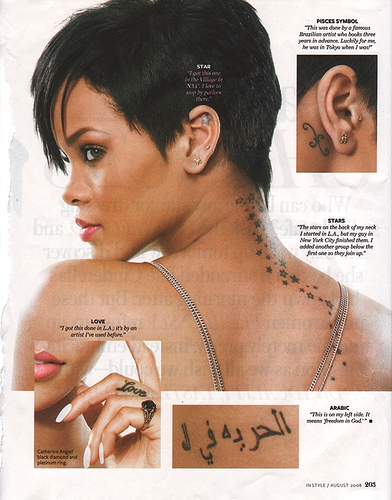 PISCES SYMBOL
"This was done by a famous
Brazilian artist who books three
years in advance. Luckily for me,
he was in Tokyo when I was!"
STAR
"I got this one
in the Village in
N.Y.C. I love to
stop by parlors
there."
STARS
"The stars on the back of my neck
I started in L.A., but my guy in
New York City finished them. I
added another group below the
first one so they join up."
LOVE
"I got this done in L.A.; it's by an
artist I've used before."
Love
Catherine Angiel
black diamond and
platinum ring.
الحرية في ا
ARABIC
"This is on my left side. It
means 'freedom in God.' "
INSTYLE / AUGUST 2008 203